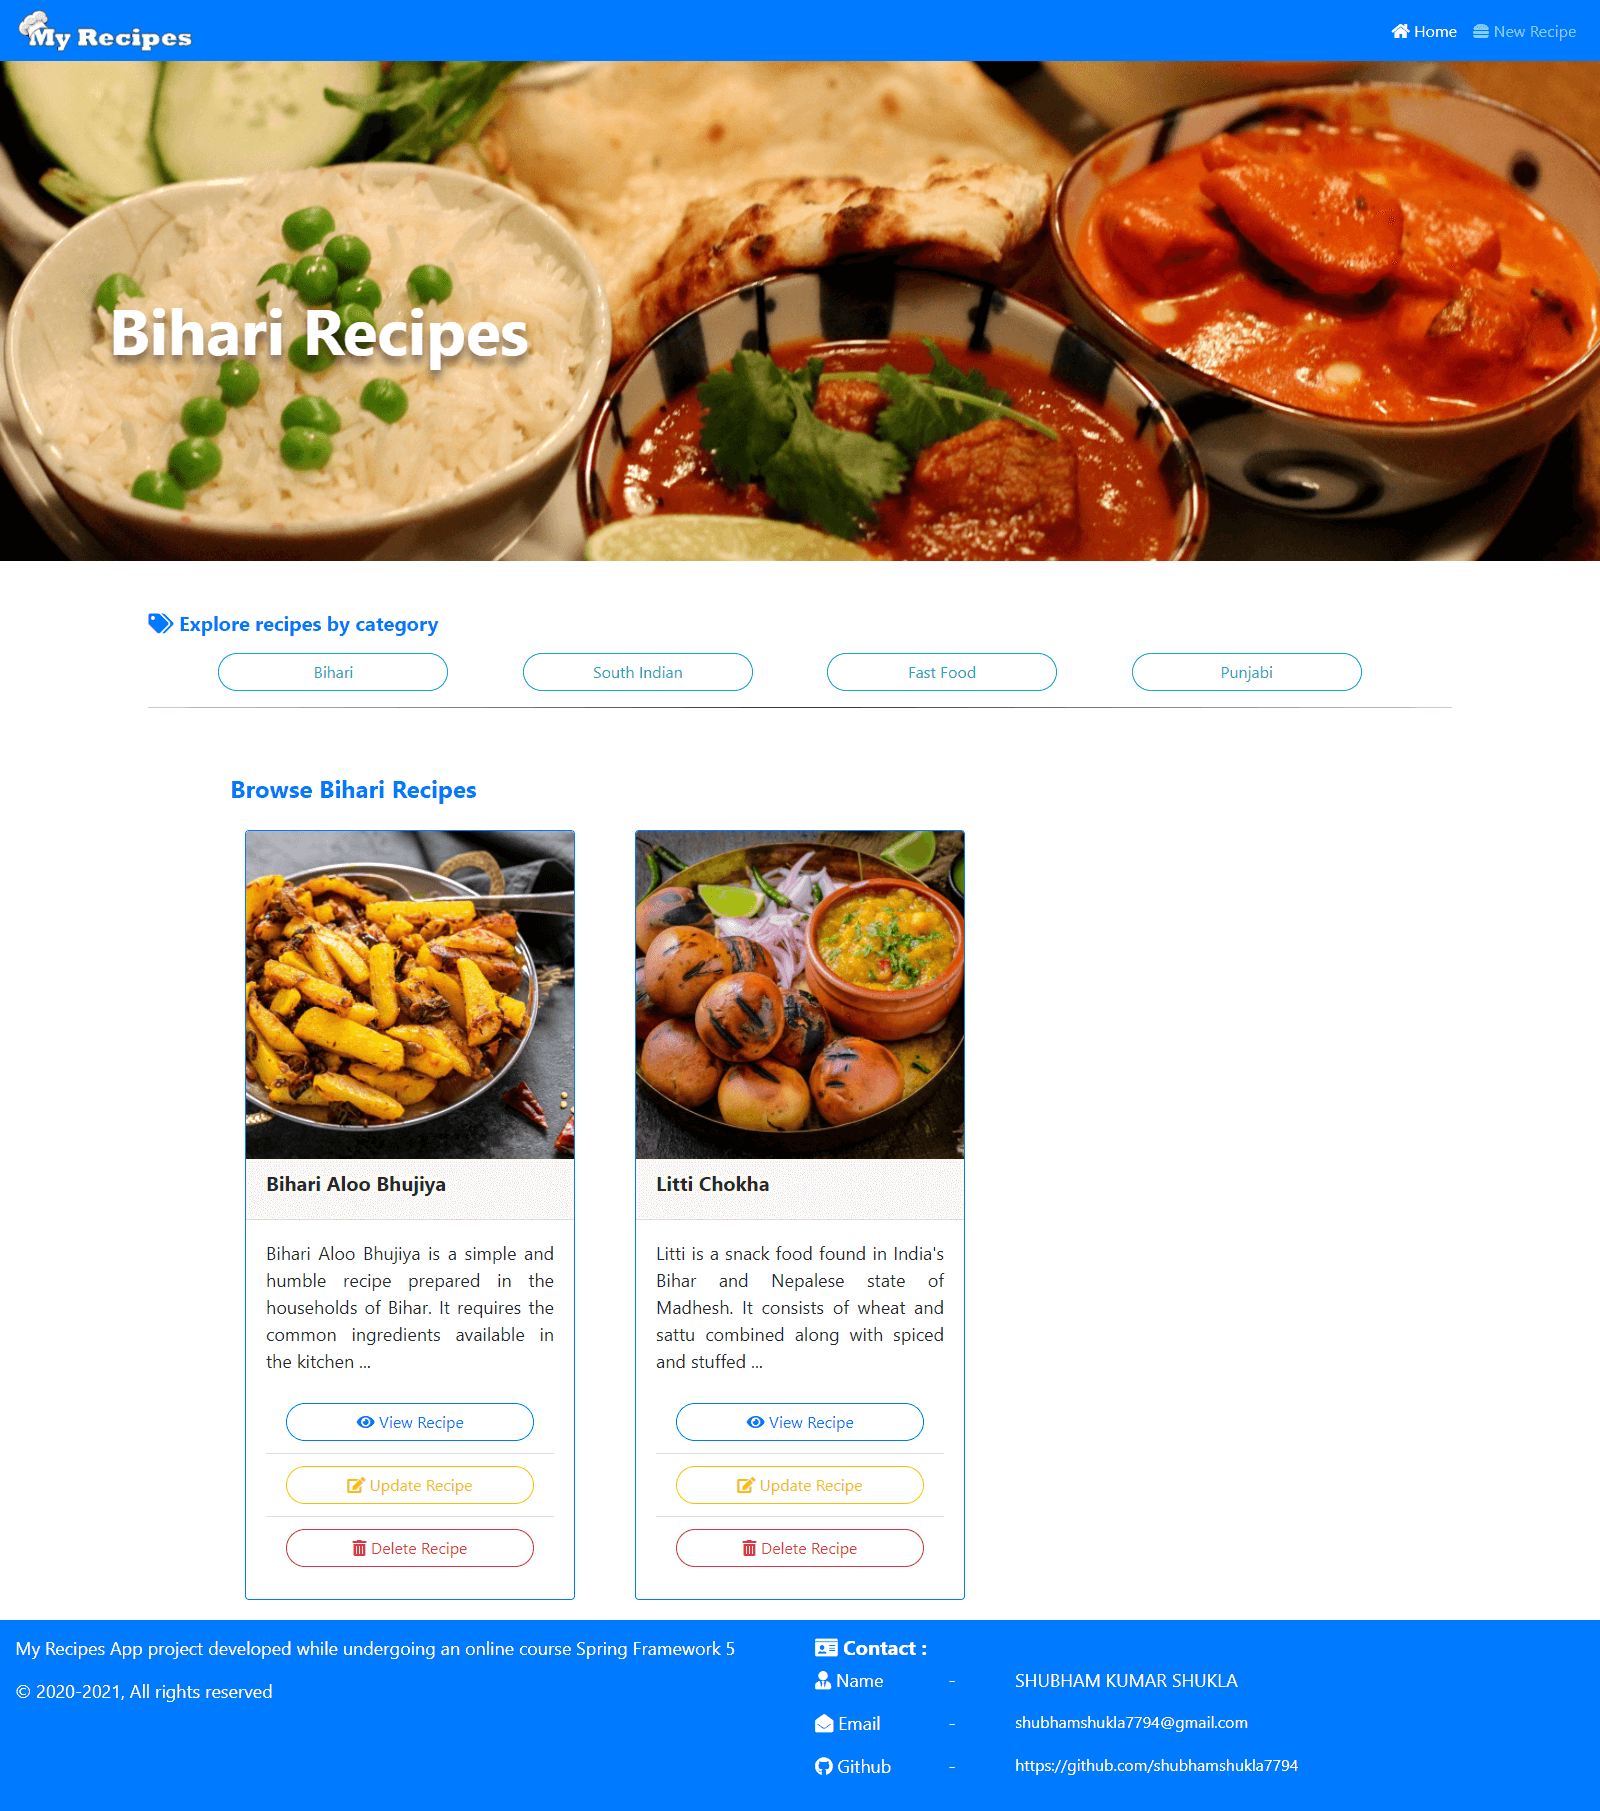 My Recipes
Home New Recipe
Bihari Recipes
Explore recipes by category
Bihari South Indian Fast Food Punjabi
Browse Bihari Recipes
Bihari Aloo Bhujiya
Bihari Aloo Bhujiya is a simple and
humble recipe prepared in the
households of Bihar. It requires the
common ingredients available in
the kitchen ...
View Recipe
Update Recipe
Delete Recipe
Litti Chokha
Litti is a snack food found in India's
Bihar and Nepalese state of
Madhesh. It consists of wheat and
sattu combined along with spiced
and stuffed ...
View Recipe
Update Recipe
Delete Recipe
My Recipes App project developed while undergoing an online course Spring Framework 5
© 2020-2021, All rights reserved
Contact :
Name - SHUBHAM KUMAR SHUKLA
Email - shubhamshukla7794@gmail.com
Github - https://github.com/shubhamshukla7794